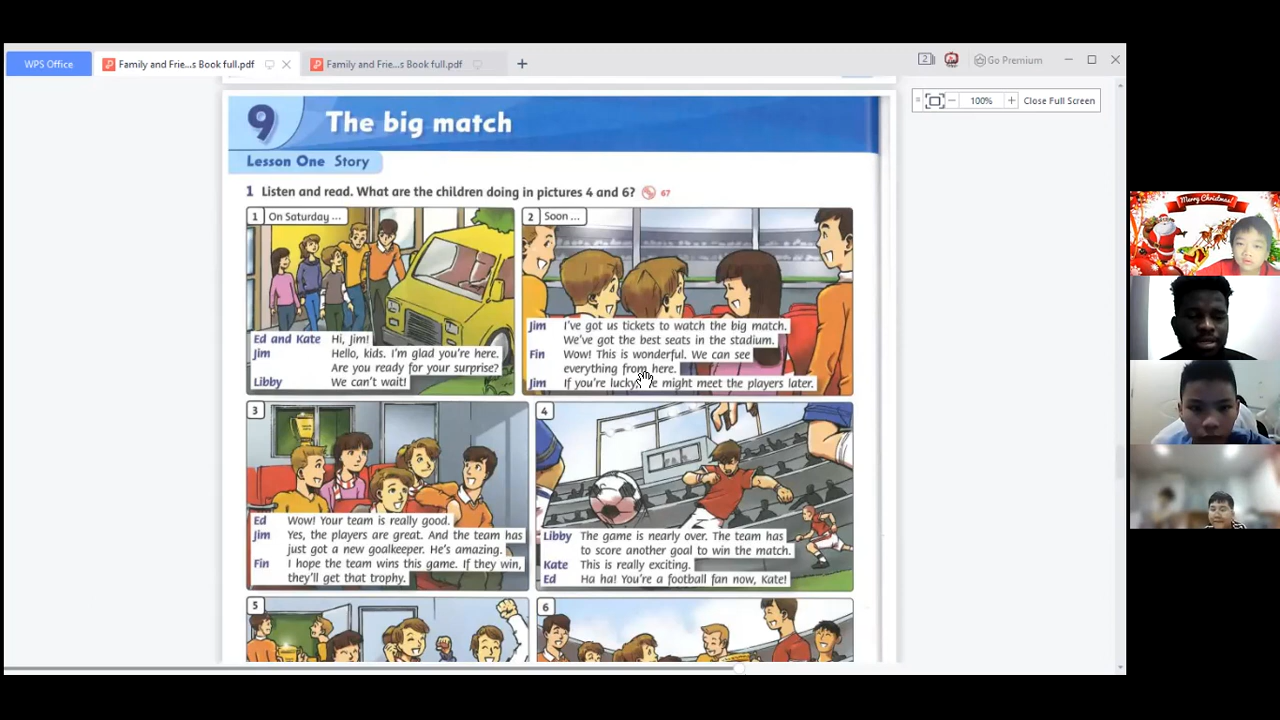 WPS Office
Family and Frie...s Book full.pdf
Family and Frie...s Book full.pdf
2
Go Premium
100%
Close Full Screen
9
The big match
Lesson One Story
1 Listen and read. What are the children doing in pictures 4 and 6? 67
1 On Saturday ...
Ed and Kate Hi, Jim!
Jim Hello, kids. I'm glad you're here.
Are you ready for your surprise?
Libby We can't wait!
2 Soon ...
Jim I've got us tickets to watch the big match.
We've got the best seats in the stadium.
Fin Wow! This is wonderful. We can see
everything from here.
Jim If you're lucky, might meet the players later.
3
Ed Wow! Your team is really good.
Jim Yes, the players are great. And the team has
just got a new goalkeeper. He's amazing.
Fin I hope the team wins this game. If they win,
they'll get that trophy.
4
Libby The game is nearly over. The team has
to score another goal to win the match.
Kate This is really exciting.
Ed Ha ha! You're a football fan now, Kate!
5
6
Merry Christmas!